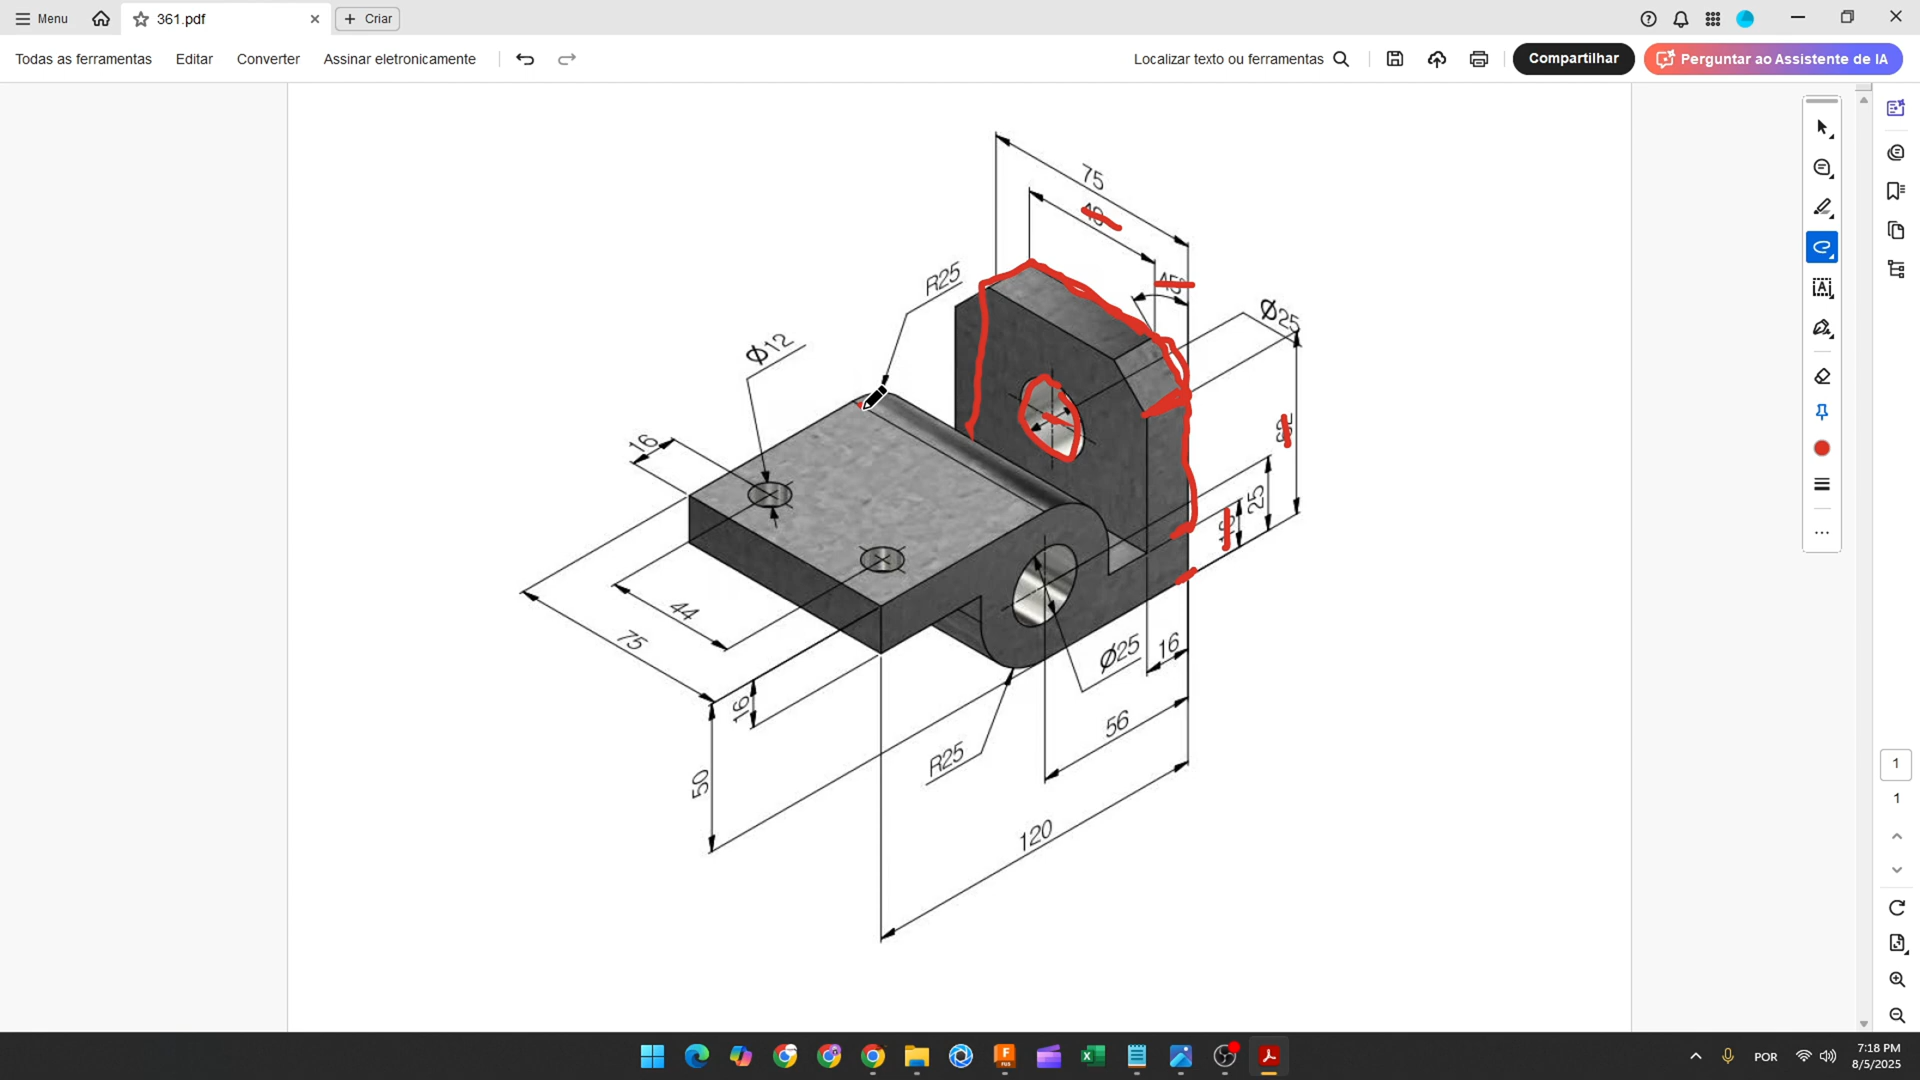 Menu
361.pdf
Criar
Todas as ferramentas
Editar
Converter
Assinar eletronicamente
Localizar texto ou ferramentas
Compartilhar
Perguntar ao Assistente de IA
75
45°
R25
Ø25
Ø12
16
25
44
75
Ø25
16
16
56
50
R25
120
1
1
POR
7:18 PM
8/5/2025